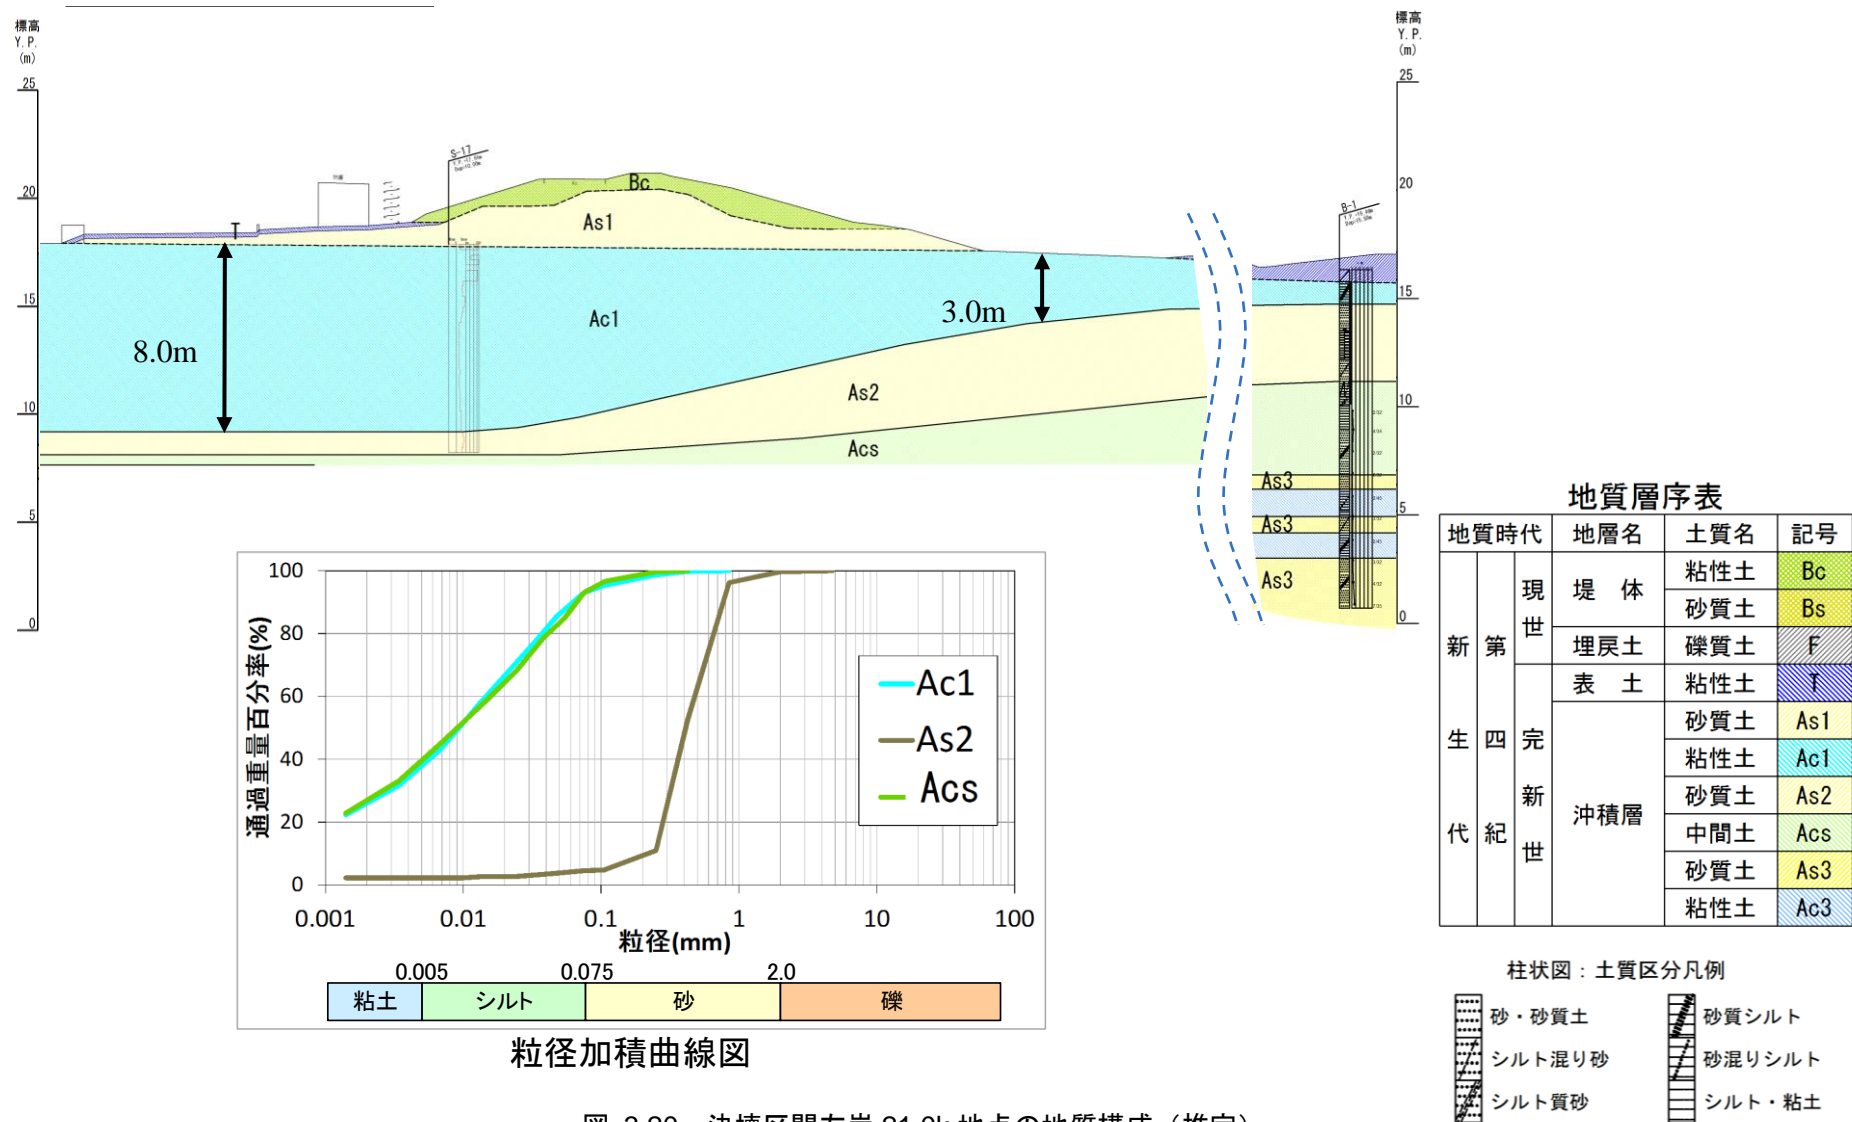 標高
Y.P.
(m)
標高
Y.P.
(m)
25
20
15
10
5
0
25
20
15
10
5
0
S-17
B-1
Bc
As1
T
Ac1
8.0m
3.0m
As2
Acs
As3
As3
As3
通過重量百分率(%)
100
80
60
40
20
0
Ac1
As2
Acs
0.001
0.01
0.1
1
10
100
粒径(mm)
0.005
0.075
2.0
粘土
シルト
砂
礫
粒径加積曲線図
地質層序表
地質時代 地層名 土質名 記号
新生代
第四紀
現世
完新世
堤 体 粘性土 Bc
砂質土 Bs
埋戻土 礫質土 F
表 土 粘性土 T
沖積層
砂質土 As1
粘性土 Ac1
砂質土 As2
中間土 Acs
砂質土 As3
粘性土 Ac3
柱状図：土質区分凡例
砂・砂質土 砂質シルト
シルト混り砂 砂混りシルト
シルト質砂 シルト・粘土